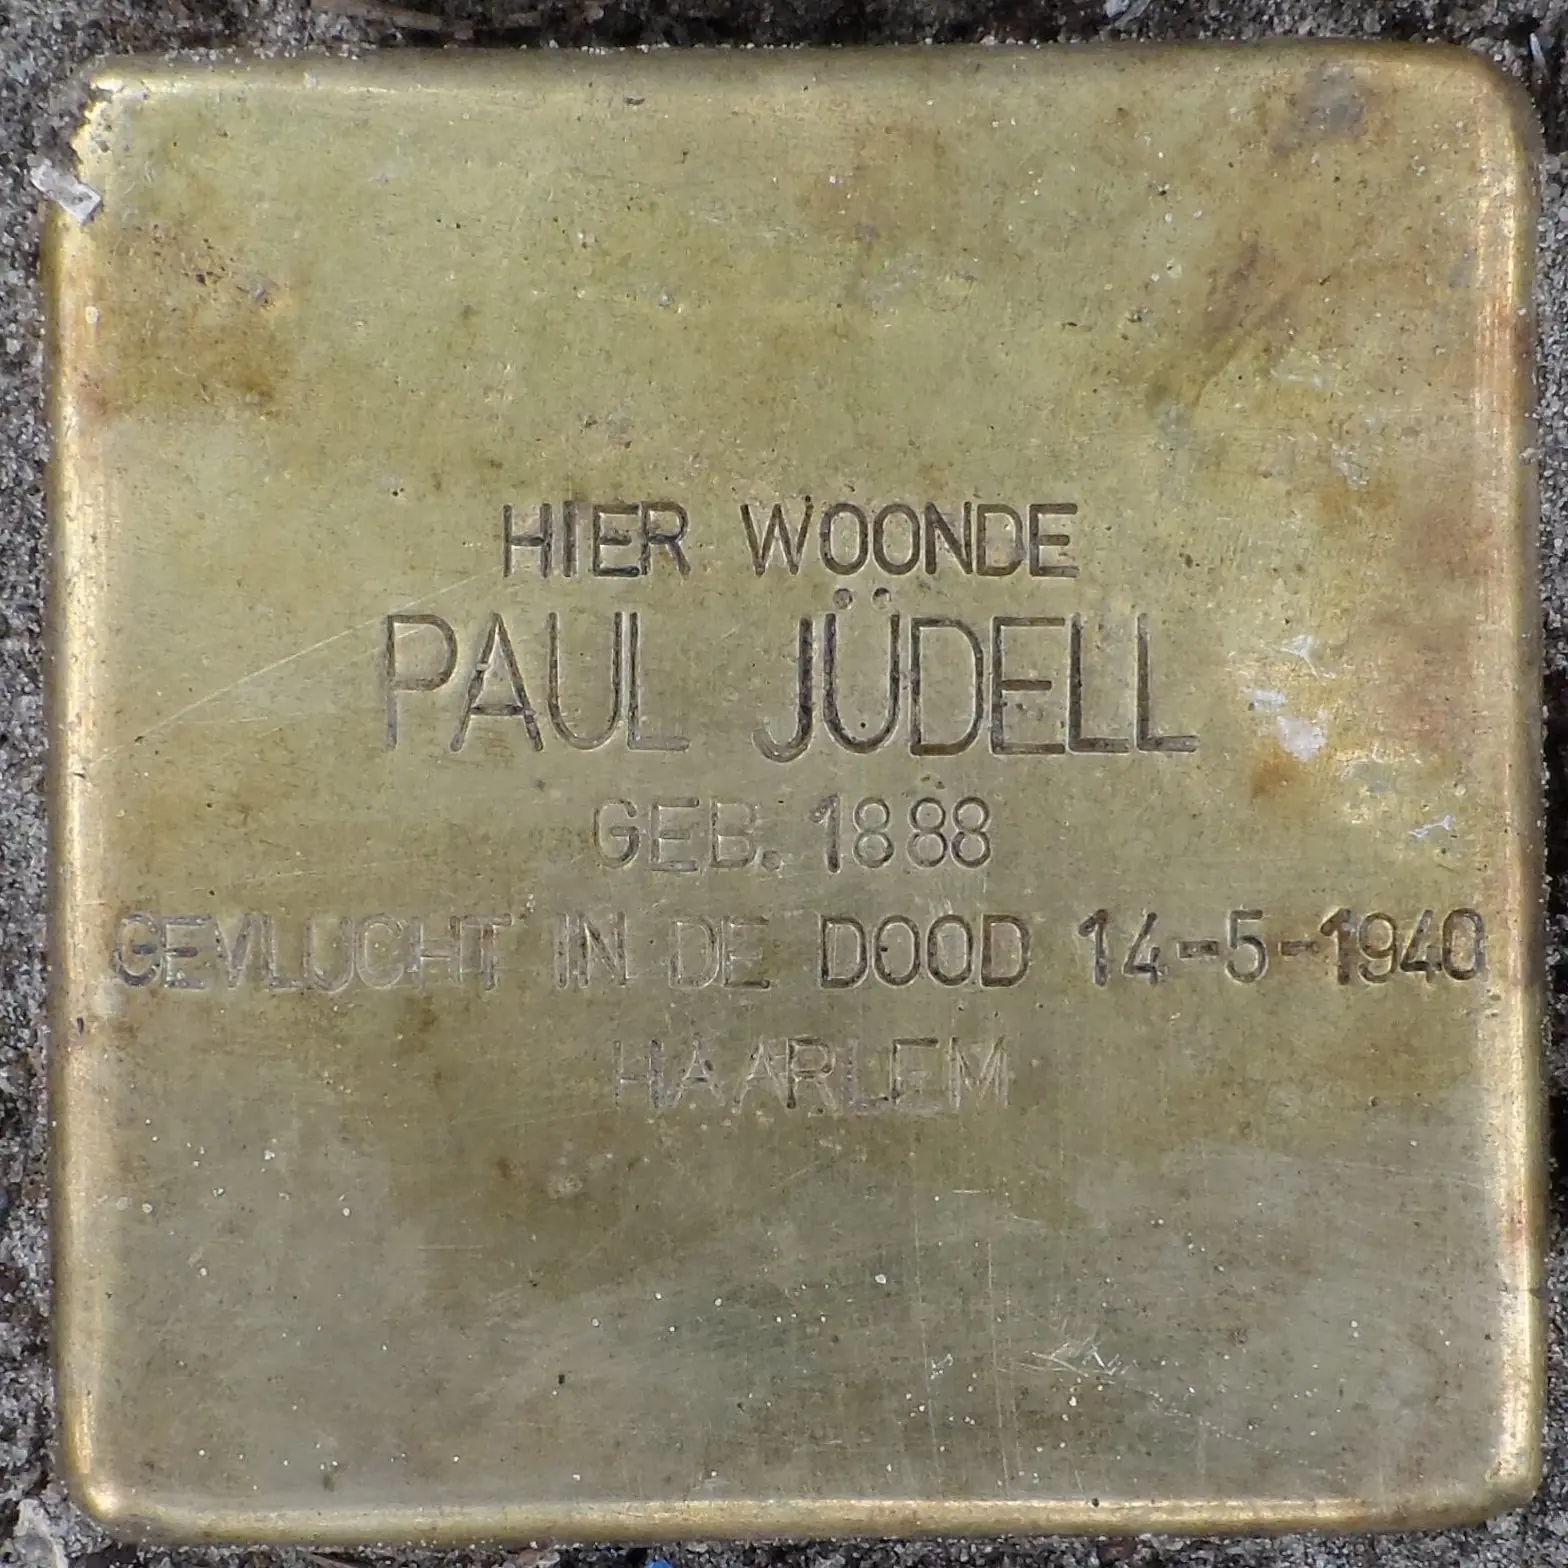 HIER WOONDE
PAUL JÜDELL
GEB. 1888
GEVLUCHT IN DE DOOD 14-5-1940
HAARLEM